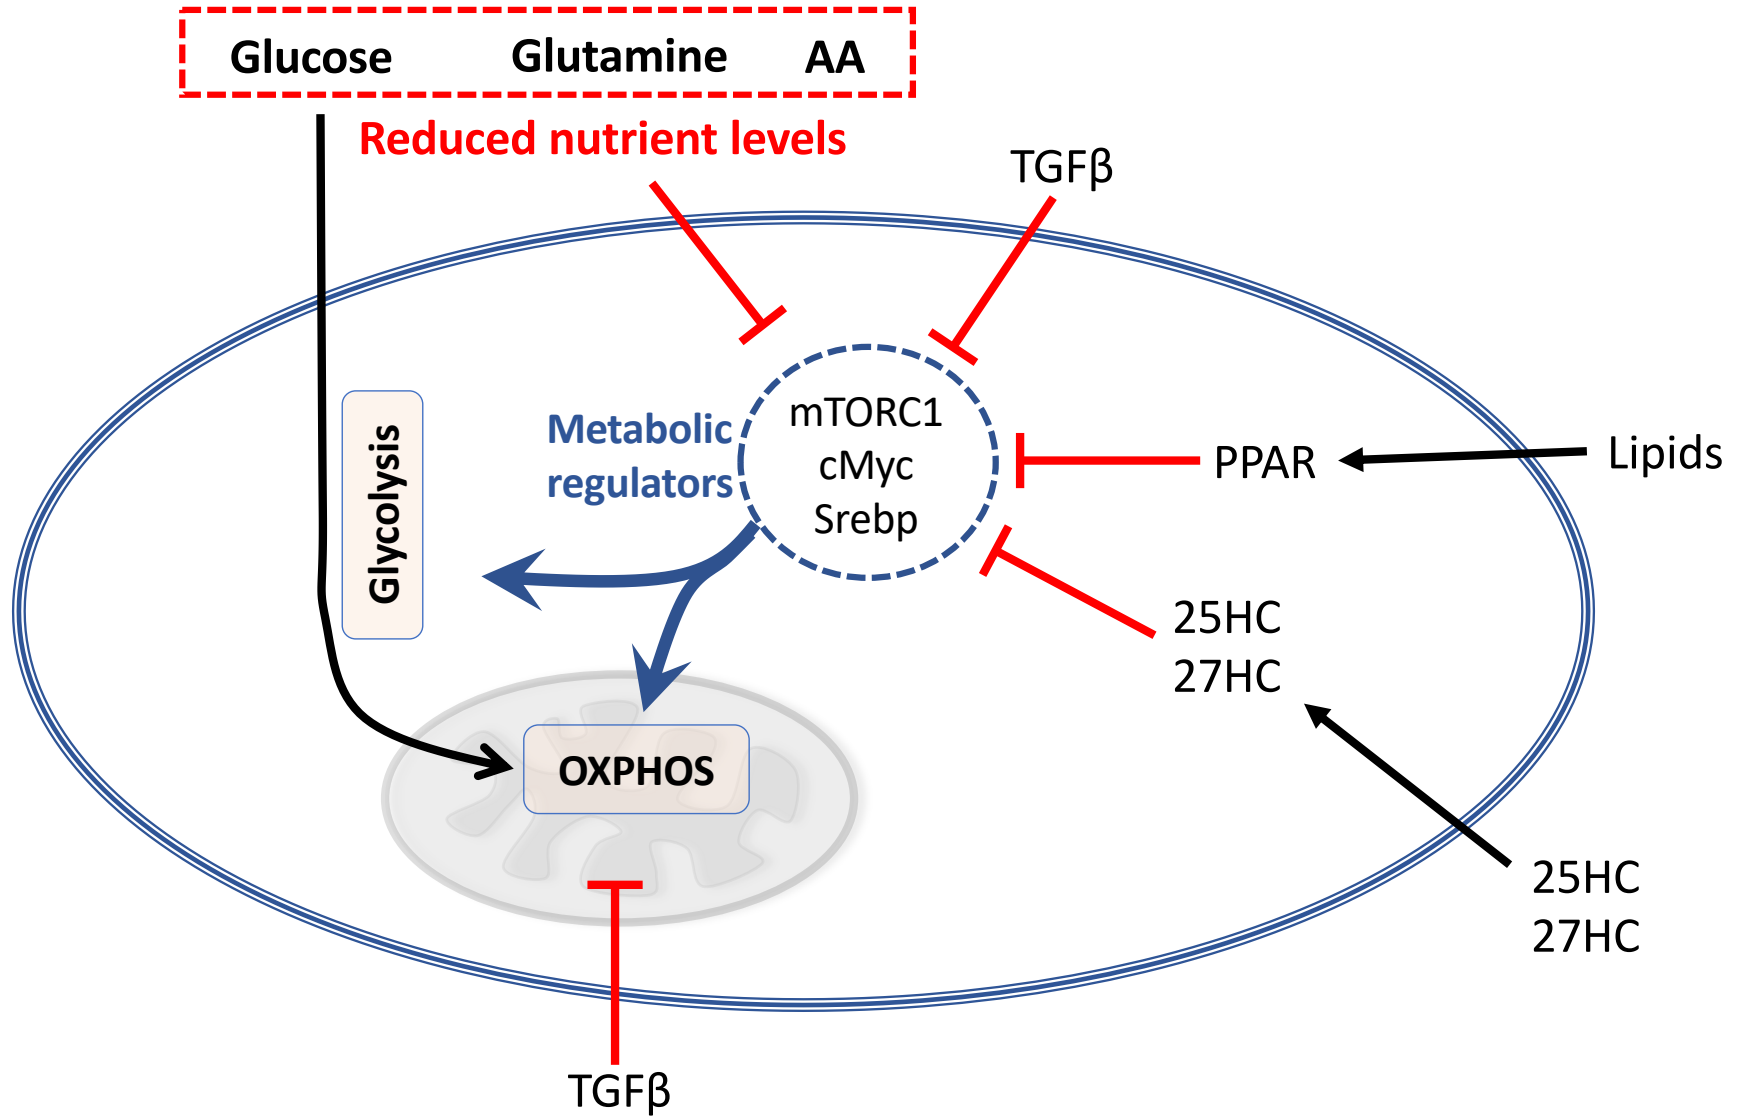 Glucose Glutamine AA
Reduced nutrient levels
TGFβ
Metabolic
regulators
mTORC1
cMyc
Srebp
PPAR
Lipids
Glycolysis
25HC
27HC
OXPHOS
25HC
27HC
TGFβ